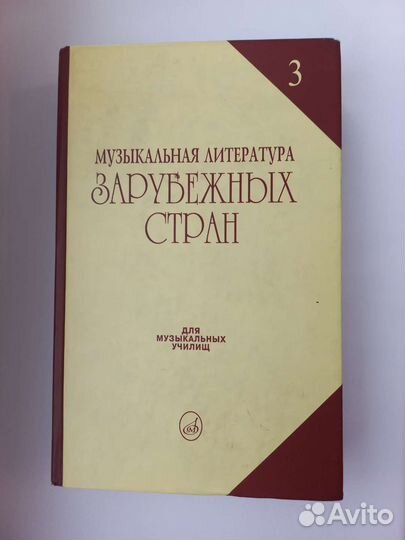 3
МУЗЫКАЛЬНАЯ ЛИТЕРАТУРА
ЗАРУБЕЖНЫХ
СТРАН
ДЛЯ
МУЗЫКАЛЬНЫХ
УЧИЛИЩ
Avito